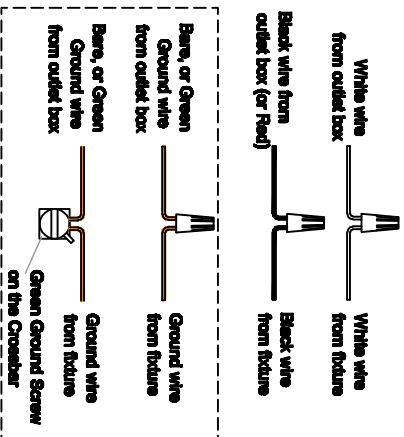 White wire
from outlet box
White wire
from fixture
Black wire from
outlet box (or Red)
Black wire
from fixture
Bare, or Green
Ground wire
from outlet box
Ground wire
from fixture
Bare, or Green
Ground wire
from outlet box
Ground wire
from fixture
Green Ground Screw
on the Crossbar